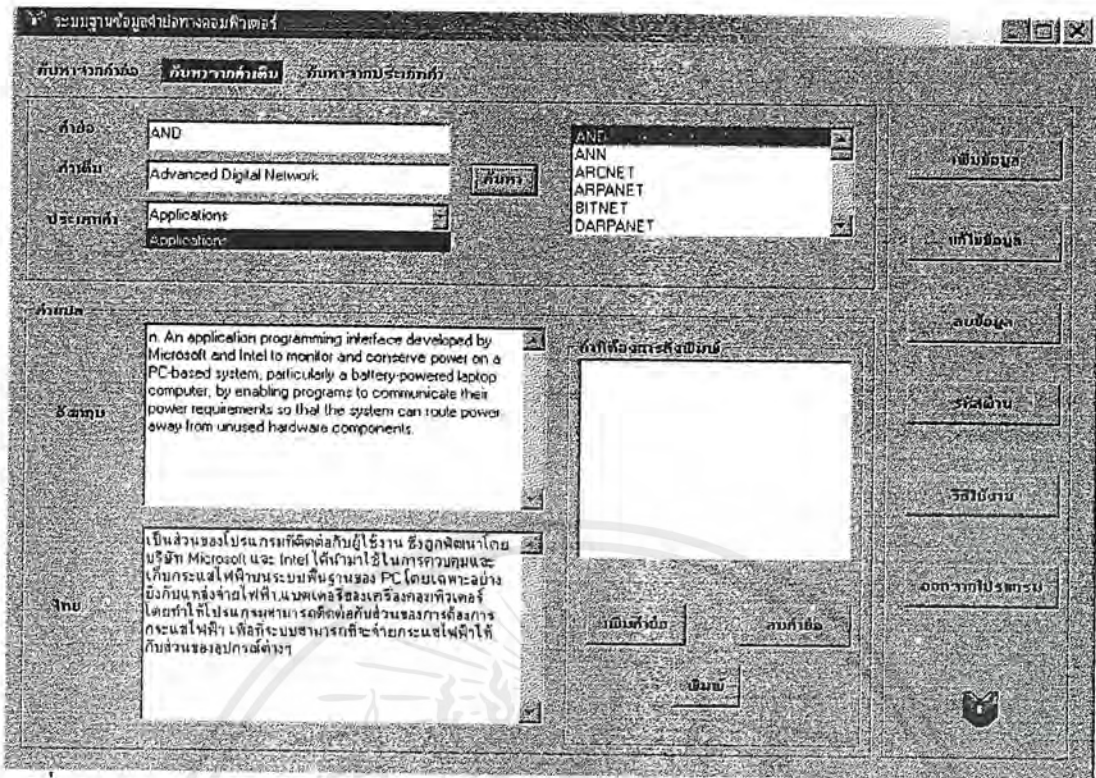 ระบบฐานข้อมูลคำย่อทางคอมพิวเตอร์
ค้นหาจากคำย่อ ค้นหาจากคำเต็ม ค้นหาจากประเภทคำ
คำย่อ
AND
คำเต็ม
Advanced Digital Network
ค้นหา
ประเภทคำ
Applications
Applications
AND
ANN
ARCNET
ARPANET
BITNET
DARPANET
คำแปล
อังกฤษ
n. An application programming interface developed by
Microsoft and Intel to monitor and conserve power on a
PC-based system, particularly a battery-powered laptop
computer, by enabling programs to communicate their
power requirements so that the system can route power
away from unused hardware components.
ไทย
เป็นส่วนของโปรแกรมที่ติดต่อกับผู้ใช้งาน ซึ่งถูกพัฒนาโดย
บริษัท Microsoft และ Intel ได้นำมาใช้ในการควบคุมและ
เก็บกระแสไฟฟ้าบนระบบพื้นฐานของ PC โดยเฉพาะอย่าง
ยิ่งกับแหล่งจ่ายไฟฟ้า แบตเตอรีของเครื่องคอมพิวเตอร์
โดยทำให้โปรแกรมสามารถติดต่อกับส่วนของการต้องการ
กระแสไฟฟ้า เพื่อที่ระบบสามารถที่จะจ่ายกระแสไฟฟ้าให้
กับส่วนของอุปกรณ์ต่างๆ
คำที่ต้องการสั่งพิมพ์
เพิ่มคำย่อ
ลบคำย่อ
พิมพ์
เพิ่มข้อมูล
แก้ไขข้อมูล
ลบข้อมูล
รหัสผ่าน
วิธีใช้งาน
ออกจากโปรแกรม